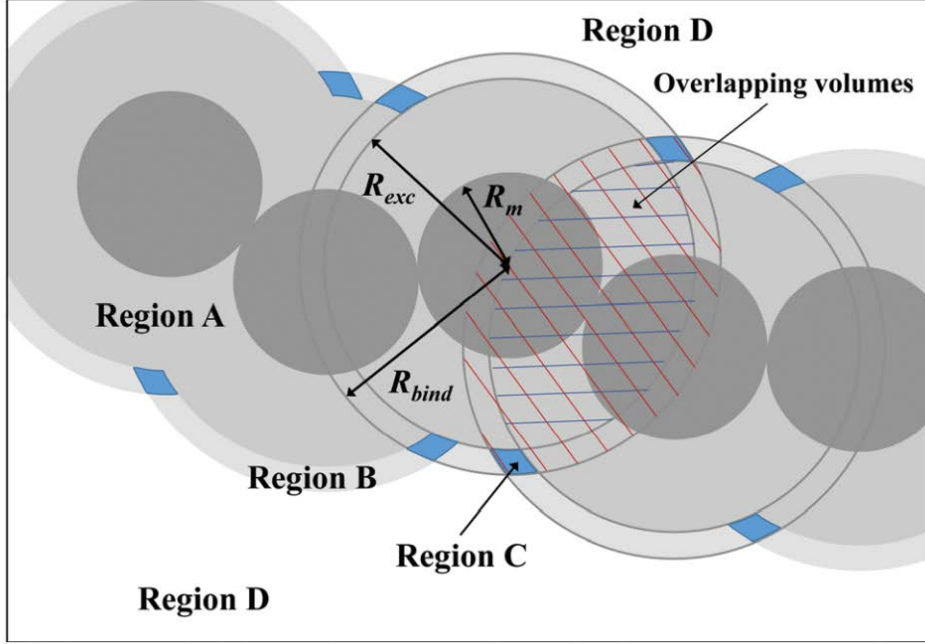 Region D
Overlapping volumes
R_exc
R_m
Region A
R_bind
Region B
Region C
Region D